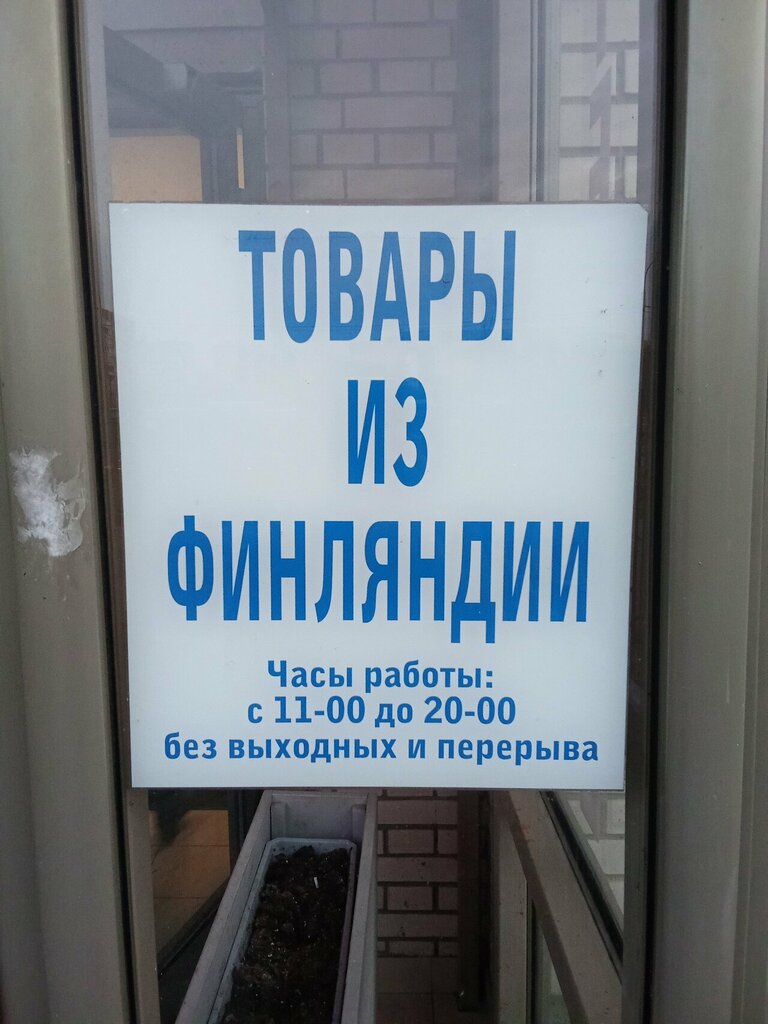 ТОВАРЫ
ИЗ
ФИНЛЯНДИИ
Часы работы:
с 11-00 до 20-00
без выходных и перерыва